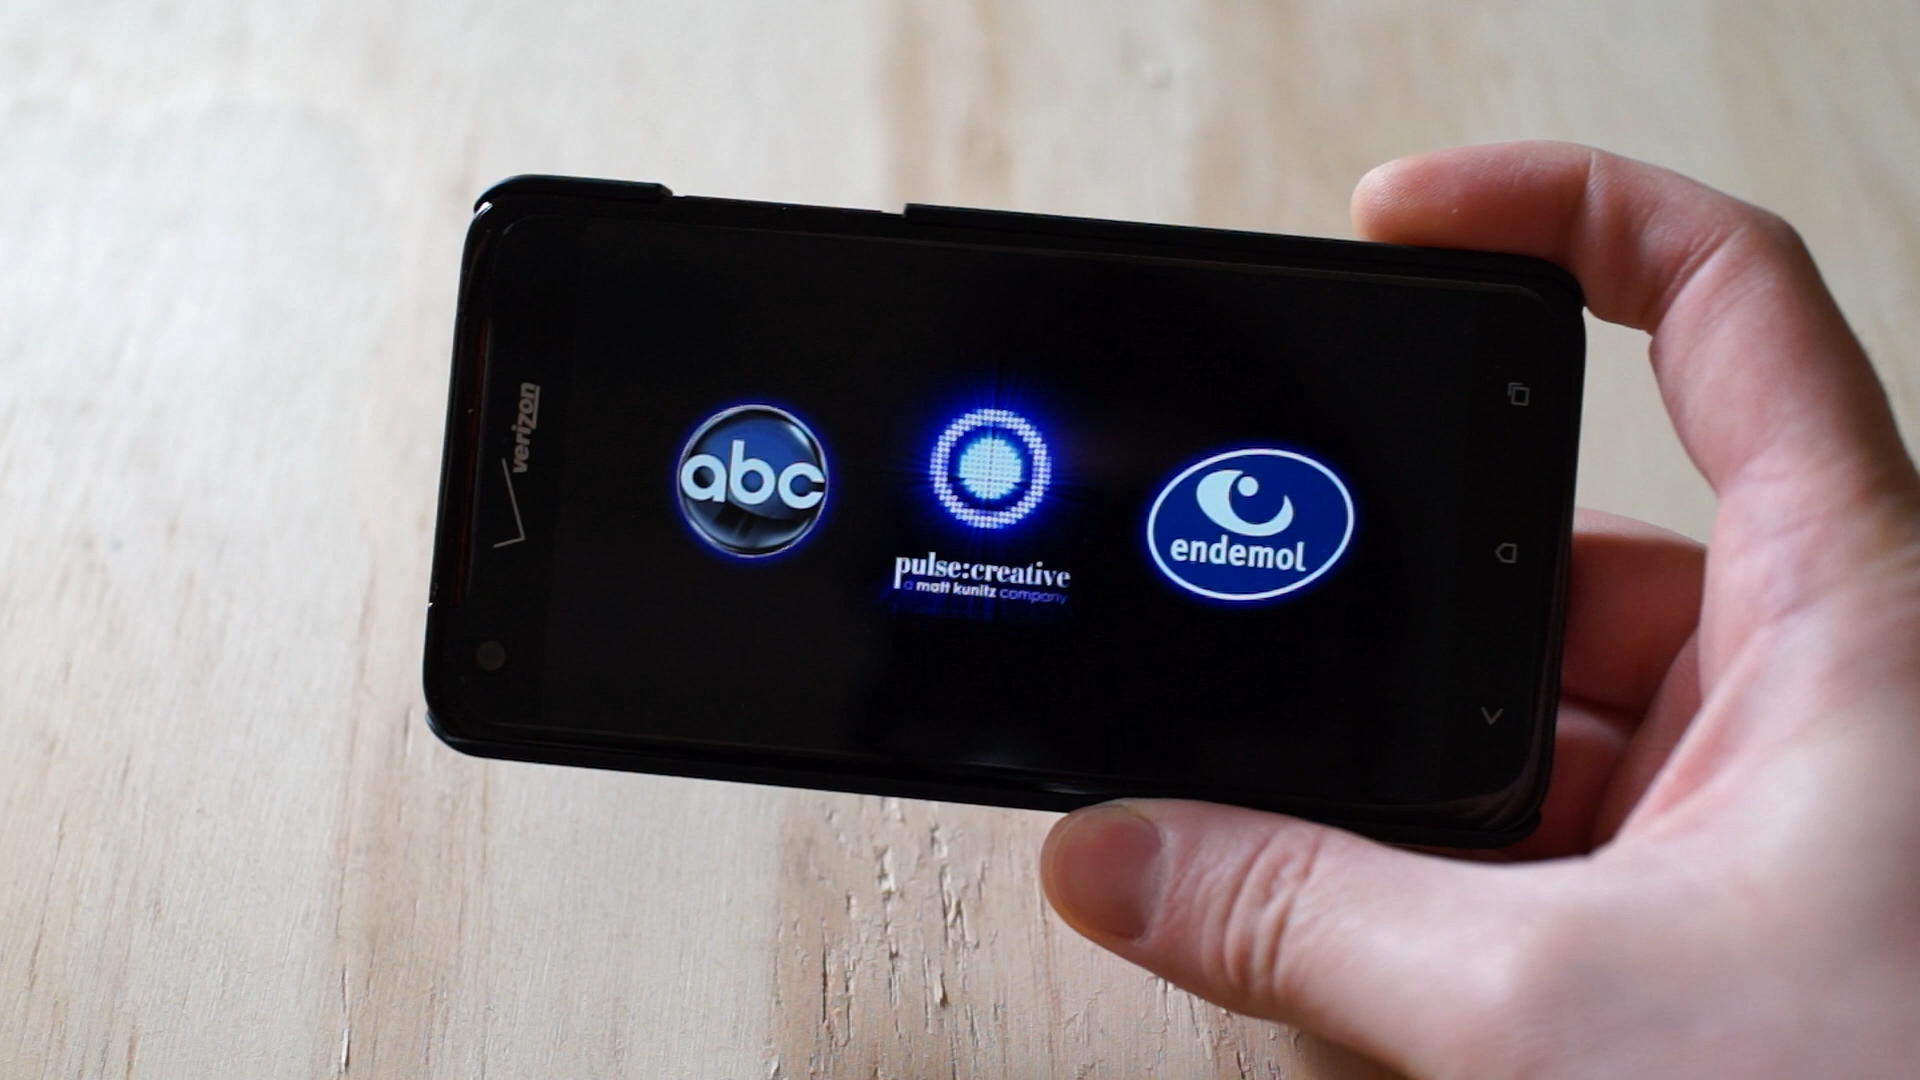 verizon
abc
pulse:creative
a matt kunitz company
endemol